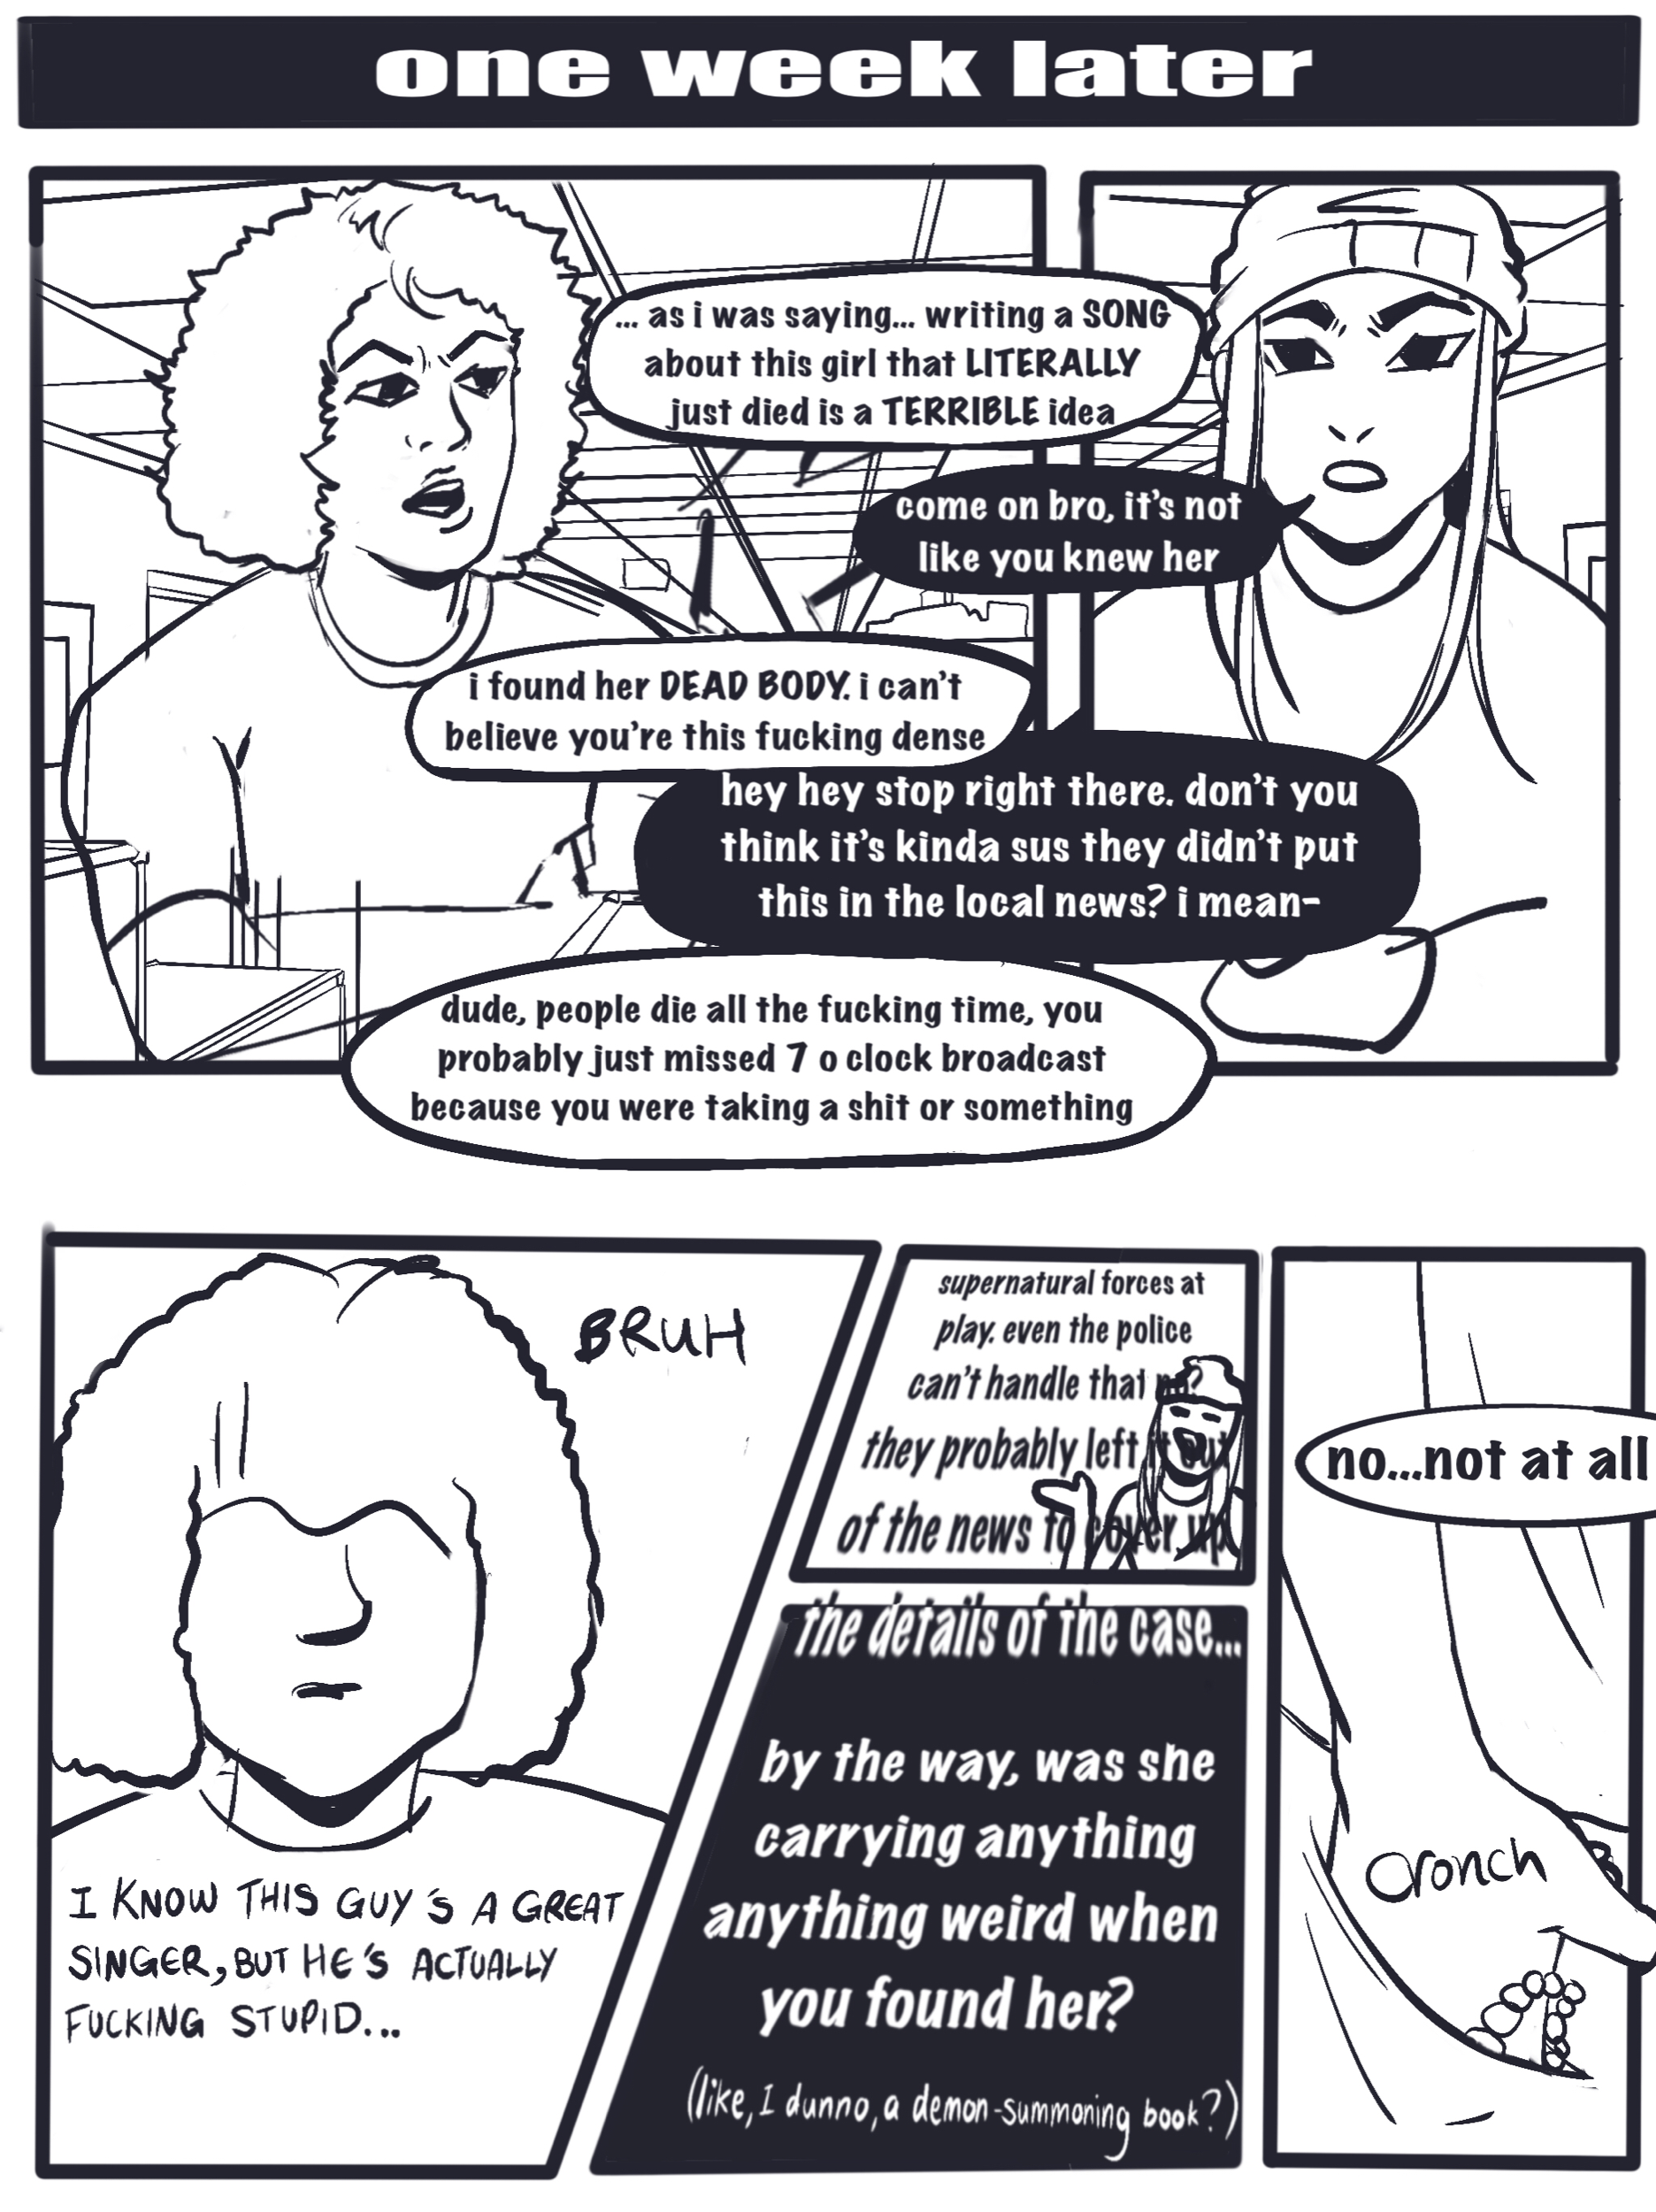 one week later
... as i was saying... writing a SONG
about this girl that LITERALLY
just died is a TERRIBLE idea
come on bro, it's not
like you knew her
i found her DEAD BODY. i can't
believe you're this fucking dense
hey hey stop right there. don't you
think it's kinda sus they didn't put
this in the local news? i mean-
dude, people die all the fucking time, you
probably just missed 7 o clock broadcast
because you were taking a shit or something
BRUH
I KNOW THIS GUY'S A GREAT
SINGER, BUT HE'S ACTUALLY
FUCKING STUPID...
supernatural forces at
play. even the police
can't handle that
they probably left it out
of the news to cover up
the details of the case...
by the way, was she
carrying anything
anything weird when
you found her?
(like, I dunno, a demon-summoning book?)
no...not at all
cronch